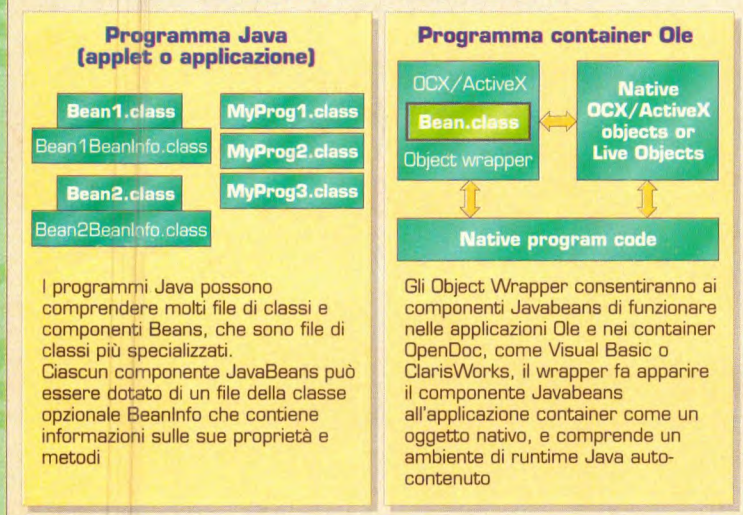 Programma Java
(applet o applicazione)
Bean1.class
Bean1BeanInfo.class
Bean2.class
Bean2BeanInfo.class
MyProg1.class
MyProg2.class
MyProg3.class
I programmi Java possono
comprendere molti file di classi e
componenti Beans, che sono file di
classi più specializzati.
Ciascun componente JavaBeans può
essere dotato di un file della classe
opzionale BeanInfo che contiene
informazioni sulle sue proprietà e
metodi
Programma container Ole
OCX/ActiveX
Bean.class
Object wrapper
Native
OCX/ActiveX
objects or
Live Objects
Native program code
Gli Object Wrapper consentiranno ai
componenti Javabeans di funzionare
nelle applicazioni Ole e nei container
OpenDoc, come Visual Basic o
ClarisWorks, il wrapper fa apparire
il componente Javabeans
all'applicazione container come un
oggetto nativo, e comprende un
ambiente di runtime Java auto-
contenuto